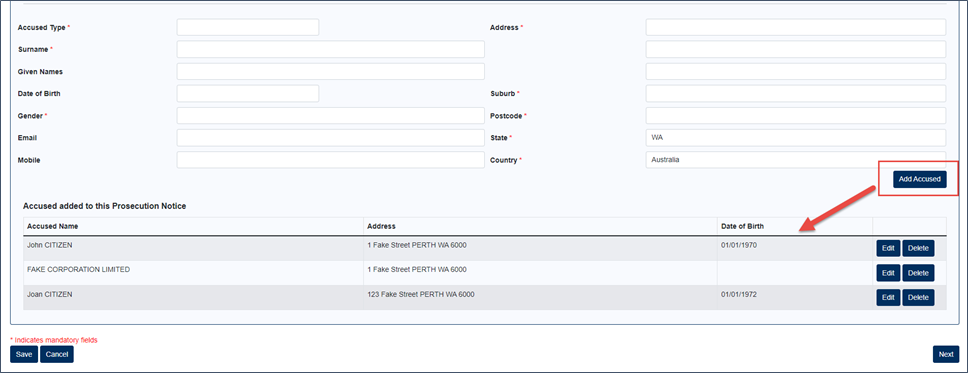 Accused Type * Address *
Surname *
Given Names
Date of Birth Suburb *
Gender * Postcode *
Email State * WA
Mobile Country * Australia
Add Accused
Accused added to this Prosecution Notice
Accused Name Address Date of Birth
John CITIZEN 1 Fake Street PERTH WA 6000 01/01/1970 Edit Delete
FAKE CORPORATION LIMITED 1 Fake Street PERTH WA 6000 Edit Delete
Joan CITIZEN 123 Fake Street PERTH WA 6000 01/01/1972 Edit Delete
* Indicates mandatory fields
Save Cancel Next